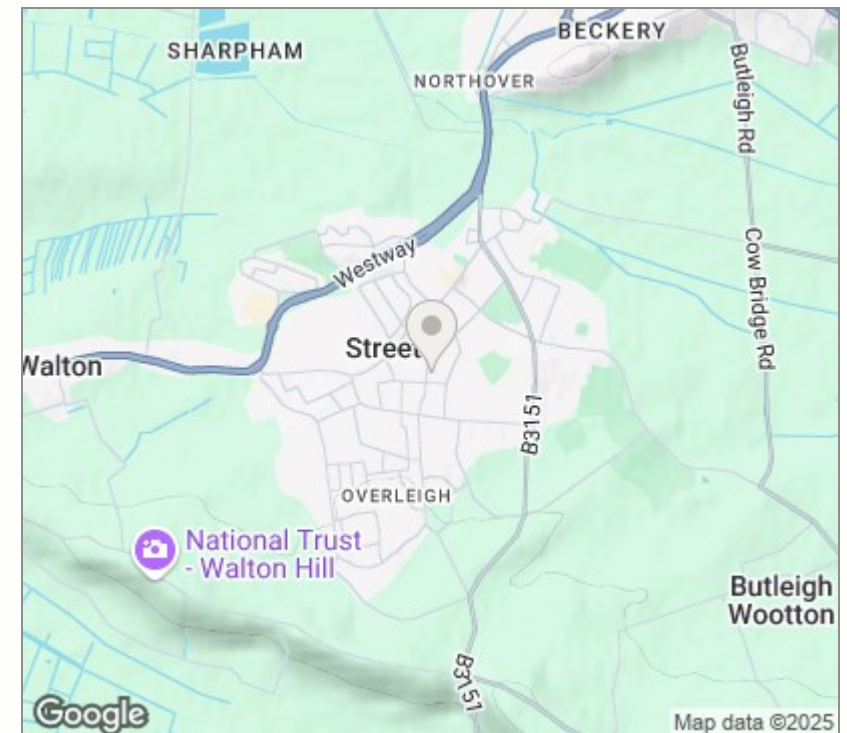 BECKERY
SHARPHAM
NORTHOVER
Butleigh Rd
Westway
Cow Bridge Rd
Street
Walton
B3151
OVERLEIGH
National Trust
- Walton Hill
Butleigh
Wootton
B3151
Google
Map data ©2025